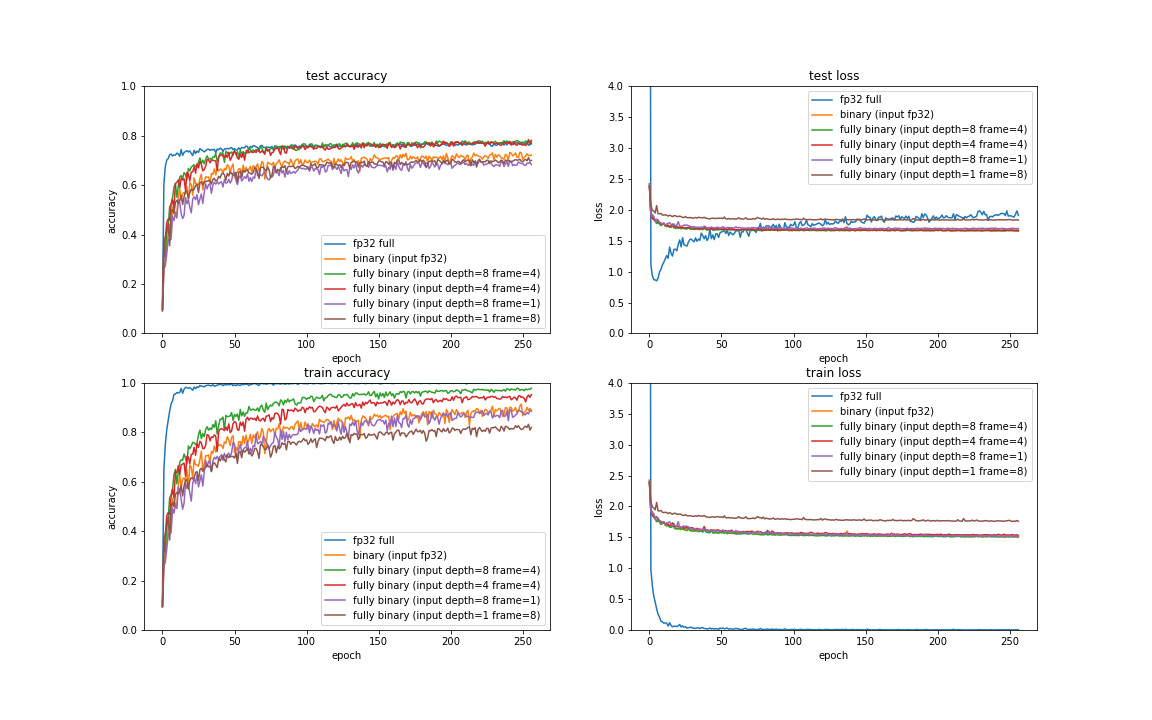 test accuracy
1.0
0.8
0.6
0.4
0.2
0.0
accuracy
0 50 100 150 200 250
epoch
fp32 full
binary (input fp32)
fully binary (input depth=8 frame=4)
fully binary (input depth=4 frame=4)
fully binary (input depth=8 frame=1)
fully binary (input depth=1 frame=8)
test loss
4.0
3.5
3.0
2.5
2.0
1.5
1.0
0.5
0.0
loss
0 50 100 150 200 250
epoch
fp32 full
binary (input fp32)
fully binary (input depth=8 frame=4)
fully binary (input depth=4 frame=4)
fully binary (input depth=8 frame=1)
fully binary (input depth=1 frame=8)
train accuracy
1.0
0.8
0.6
0.4
0.2
0.0
accuracy
0 50 100 150 200 250
epoch
fp32 full
binary (input fp32)
fully binary (input depth=8 frame=4)
fully binary (input depth=4 frame=4)
fully binary (input depth=8 frame=1)
fully binary (input depth=1 frame=8)
train loss
4.0
3.5
3.0
2.5
2.0
1.5
1.0
0.5
0.0
loss
0 50 100 150 200 250
epoch
fp32 full
binary (input fp32)
fully binary (input depth=8 frame=4)
fully binary (input depth=4 frame=4)
fully binary (input depth=8 frame=1)
fully binary (input depth=1 frame=8)